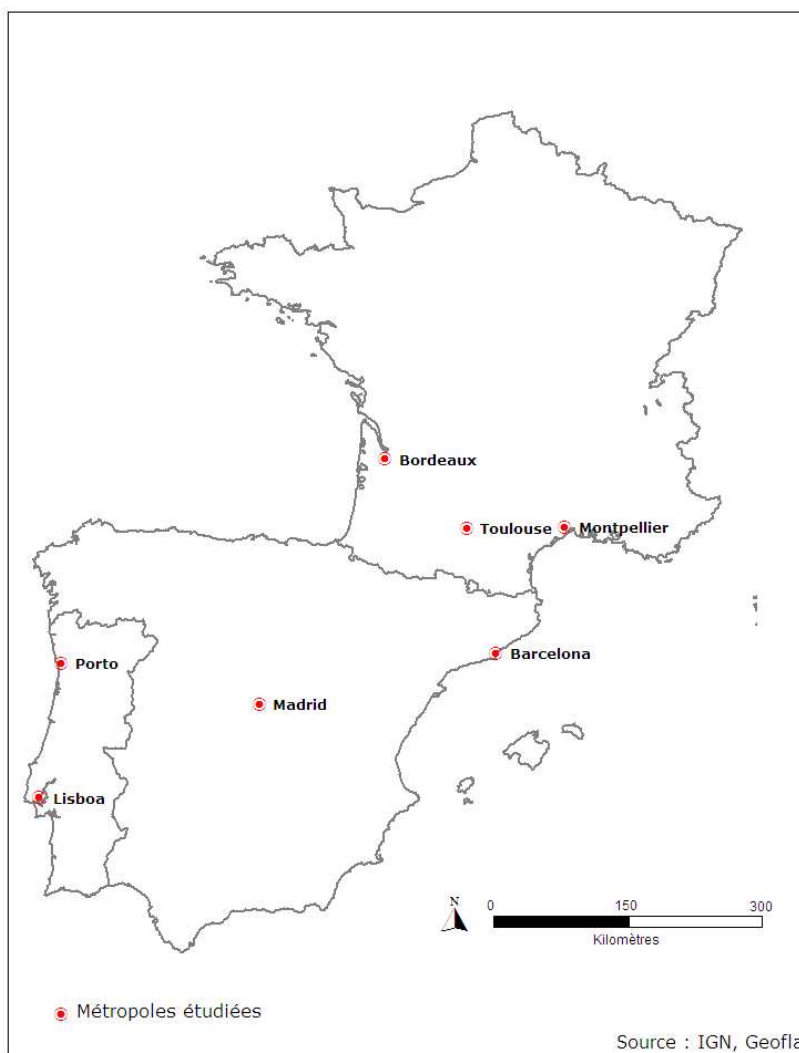 Bordeaux
Toulouse
Montpellier
Porto
Barcelona
Madrid
Lisboa
N
0 150 300
Kilomètres
Métropoles étudiées
Source : IGN, Geofla